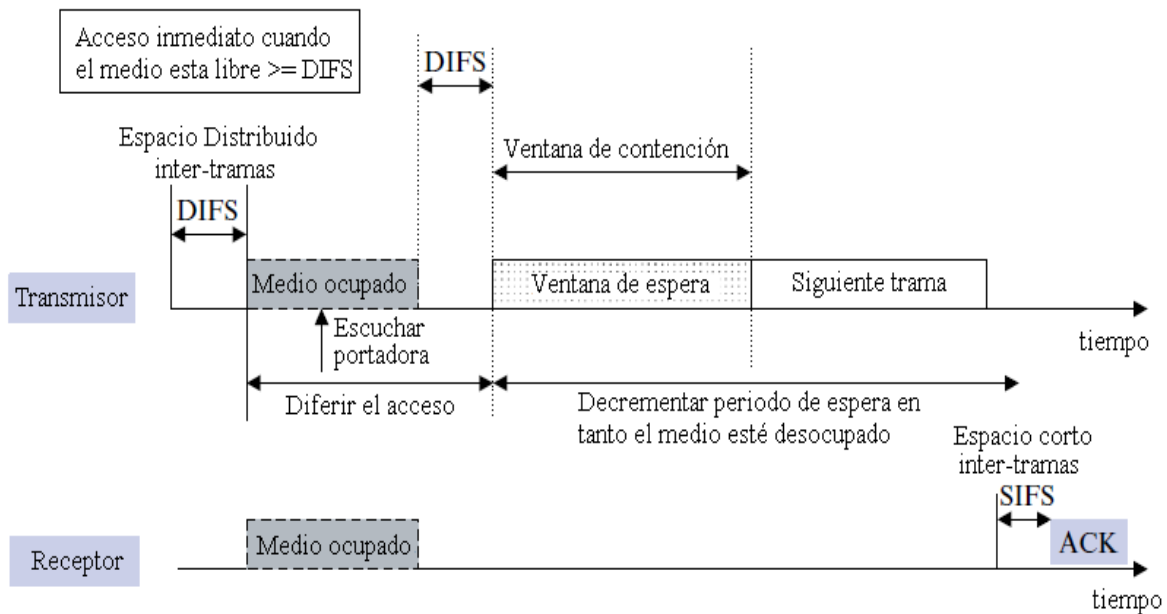 Acceso inmediato cuando
el medio esta libre >= DIFS
DIFS
Espacio Distribuido
inter-tramas
Ventana de contención
DIFS
Transmisor
Medio ocupado
Ventana de espera
Siguiente trama
Escuchar
portadora
tiempo
Diferir el acceso
Decrementar periodo de espera en
tanto el medio esté desocupado
Espacio corto
inter-tramas
SIFS
Receptor
Medio ocupado
ACK
tiempo